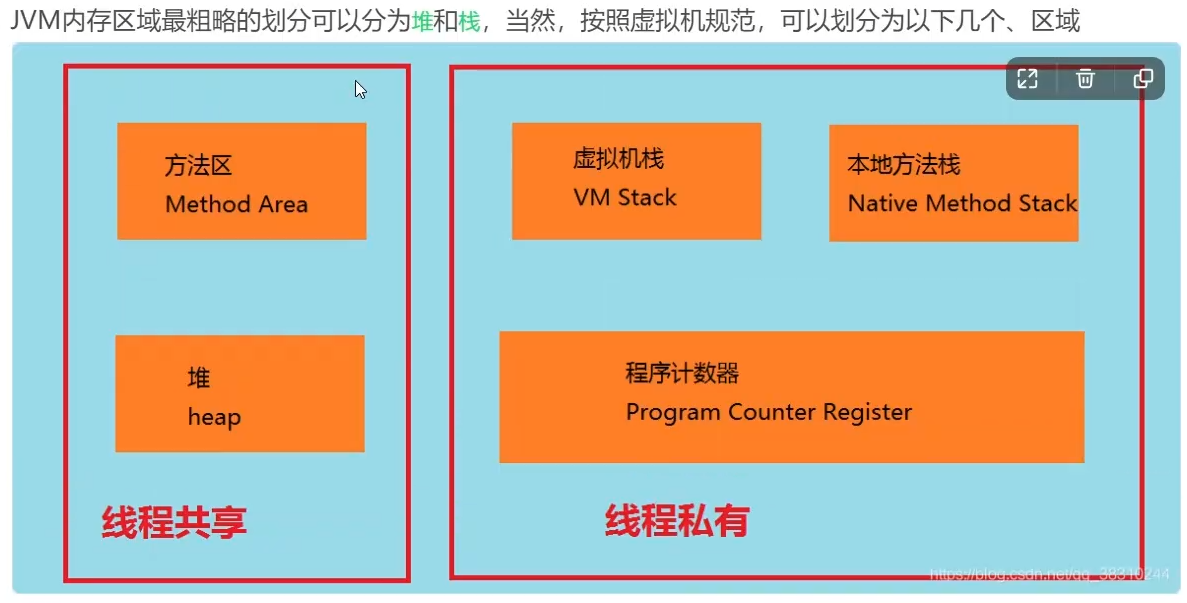 JVM内存区域最粗略的划分可以分为堆和栈，当然，按照虚拟机规范，可以划分为以下几个、区域
方法区
Method Area
虚拟机栈
VM Stack
本地方法栈
Native Method Stack
堆
heap
程序计数器
Program Counter Register
线程共享
线程私有
https://blog.csdn.net/qq_38310244